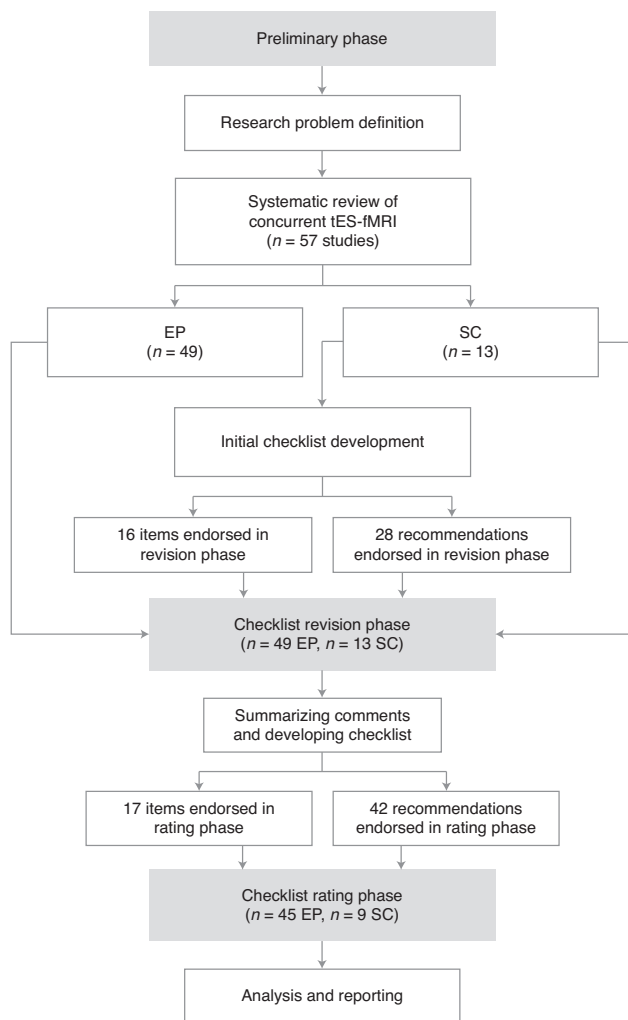 Preliminary phase
Research problem definition
Systematic review of
concurrent tES-fMRI
(n = 57 studies)
EP
(n = 49)
SC
(n = 13)
Initial checklist development
16 items endorsed in
revision phase
28 recommendations
endorsed in revision phase
Checklist revision phase
(n = 49 EP, n = 13 SC)
Summarizing comments
and developing checklist
17 items endorsed in
rating phase
42 recommendations
endorsed in rating phase
Checklist rating phase
(n = 45 EP, n = 9 SC)
Analysis and reporting